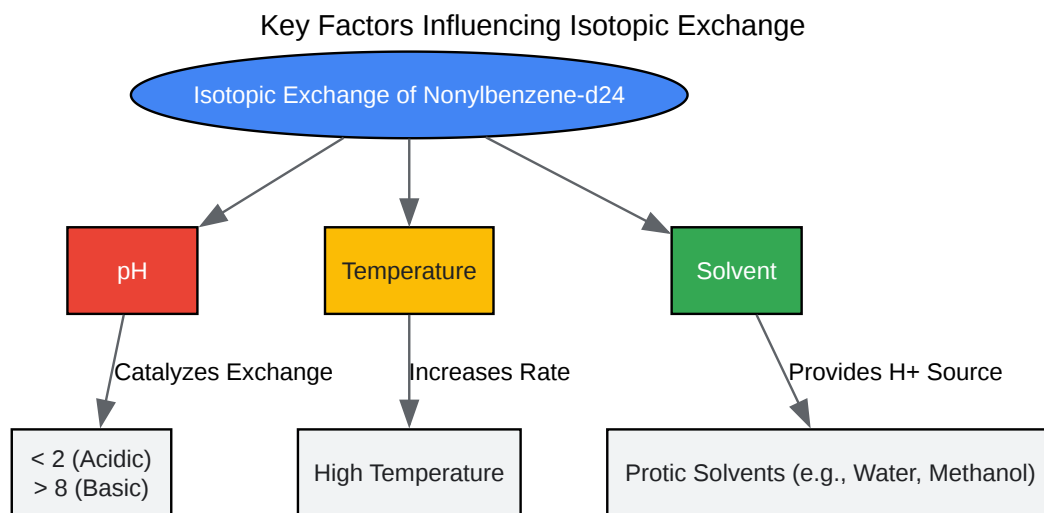 Key Factors Influencing Isotopic Exchange
Isotopic Exchange of Nonylbenzene-d24
pH
Temperature
Solvent
Catalyzes Exchange
Increases Rate
Provides H+ Source
< 2 (Acidic)
> 8 (Basic)
High Temperature
Protic Solvents (e.g., Water, Methanol)